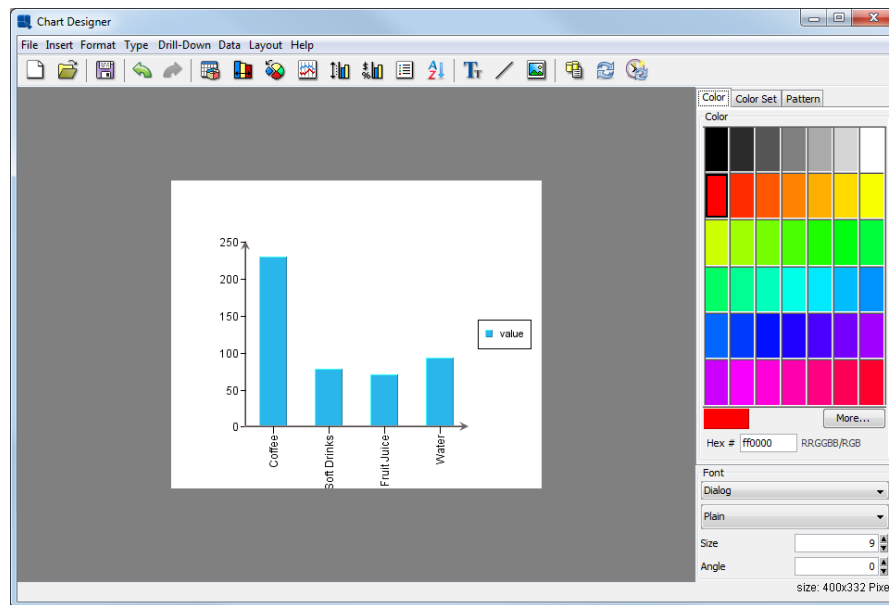 Chart Designer
File Insert Format Type Drill-Down Data Layout Help
Color Color Set Pattern
Color
250
200
150
100
50
0
Coffee
Soft Drinks
Fruit Juice
Water
value
More...
Hex # ff0000 RRGGBB/RGB
Font
Dialog
Plain
Size 9
Angle 0
size: 400x332 Pixe